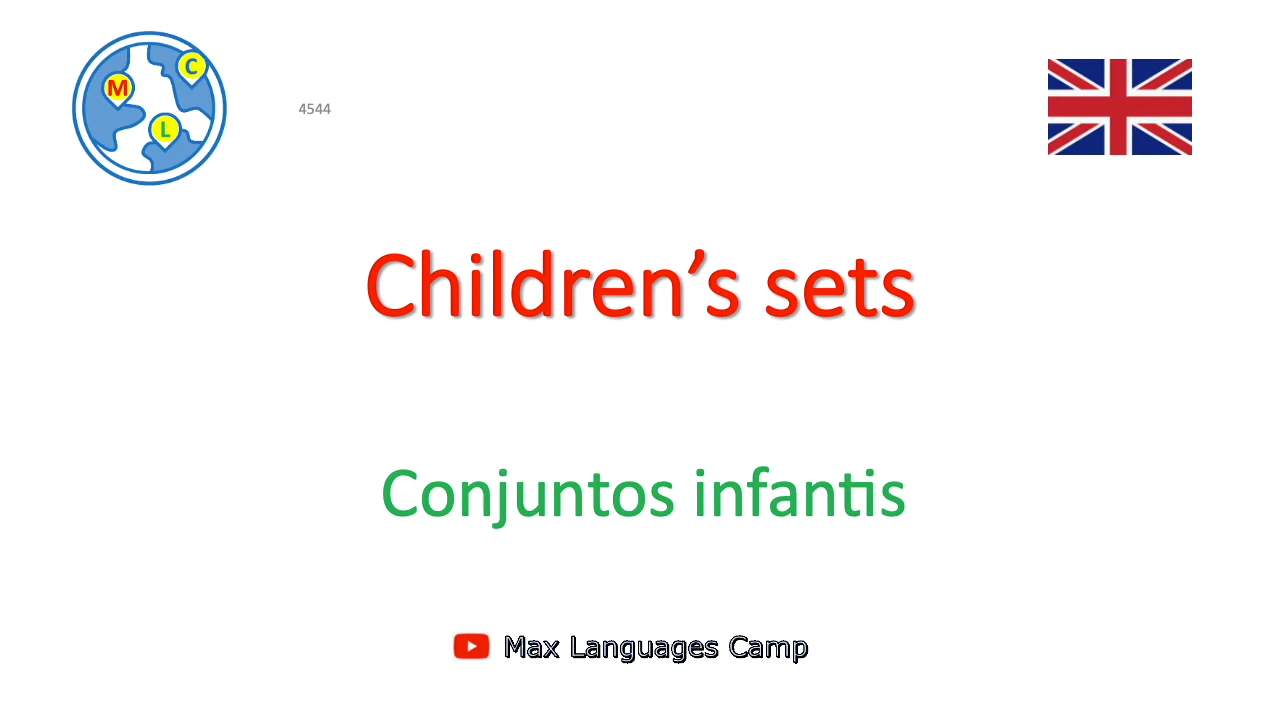 M
C
L
4544
Children’s sets
Conjuntos infantis
Max Languages Camp